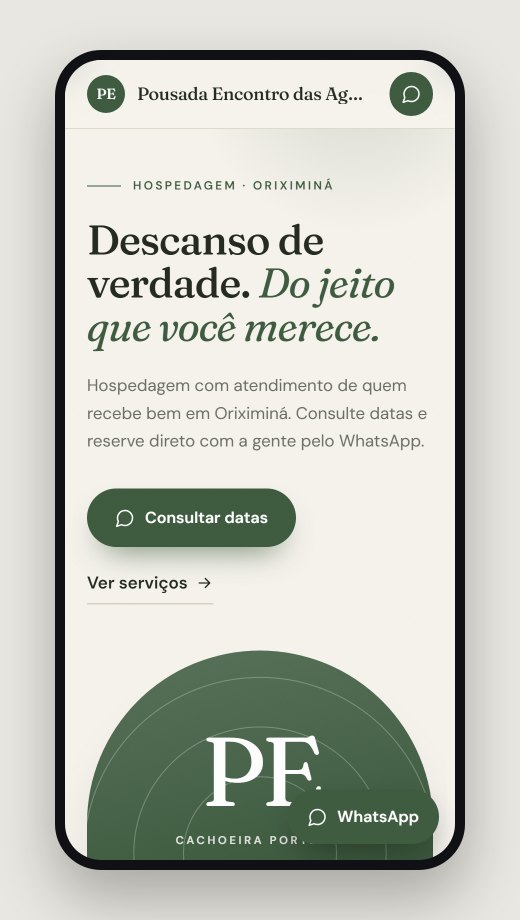 PE Pousada Encontro das Ag...
HOSPEDAGEM · ORIXIMINÁ
Descanso de
verdade. Do jeito
que você merece.
Hospedagem com atendimento de quem
recebe bem em Oriximiná. Consulte datas e
reserve direto com a gente pelo WhatsApp.
Consultar datas
Ver serviços →
PE
WhatsApp
CACHOEIRA